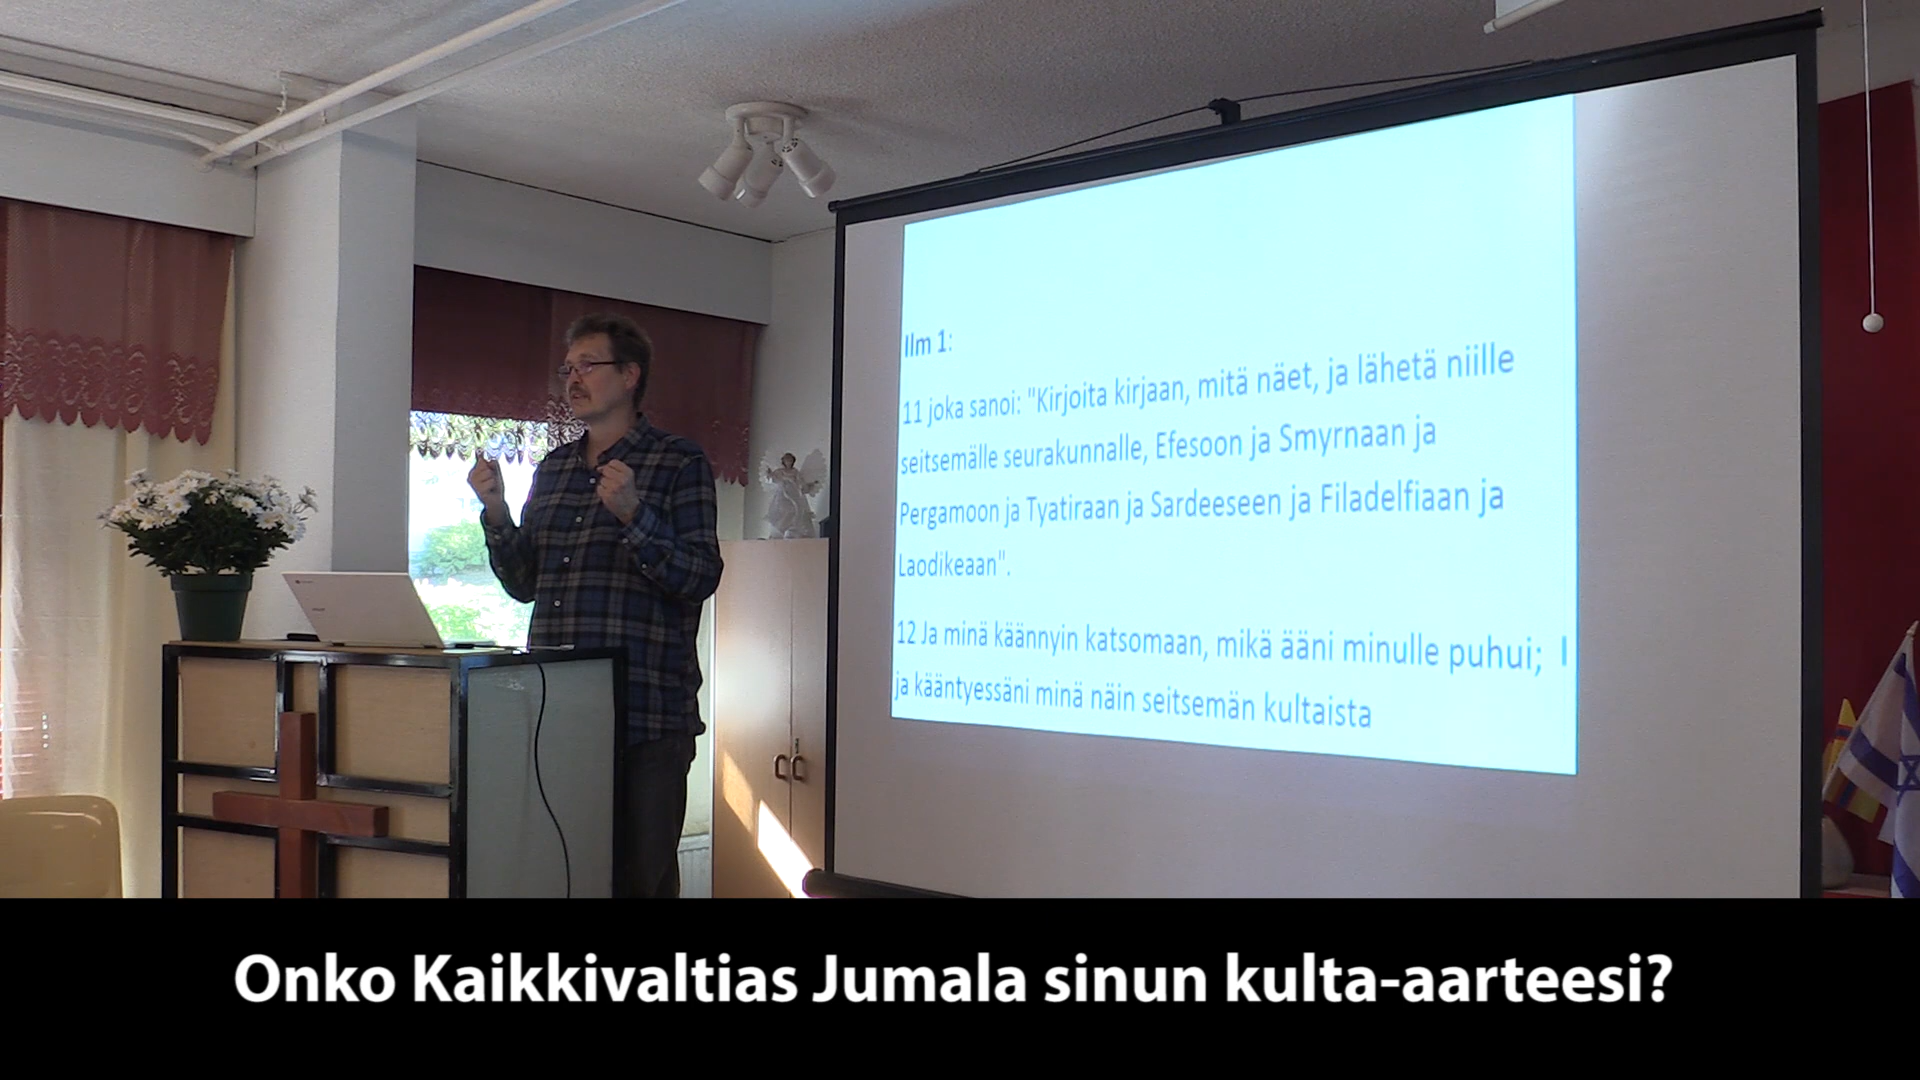 Ilm 1:
11 joka sanoi: "Kirjoita kirjaan, mitä näet, ja lähetä niille
seitsemälle seurakunnalle, Efesoon ja Smyrnaan ja
Pergamoon ja Tyatiraan ja Sardeeseen ja Filadelfiaan ja
Laodikeaan".
12 Ja minä käännyin katsomaan, mikä ääni minulle puhui;
ja kääntyessäni minä näin seitsemän kultaista
Onko Kaikkivaltias Jumala sinun kulta-aarteesi?